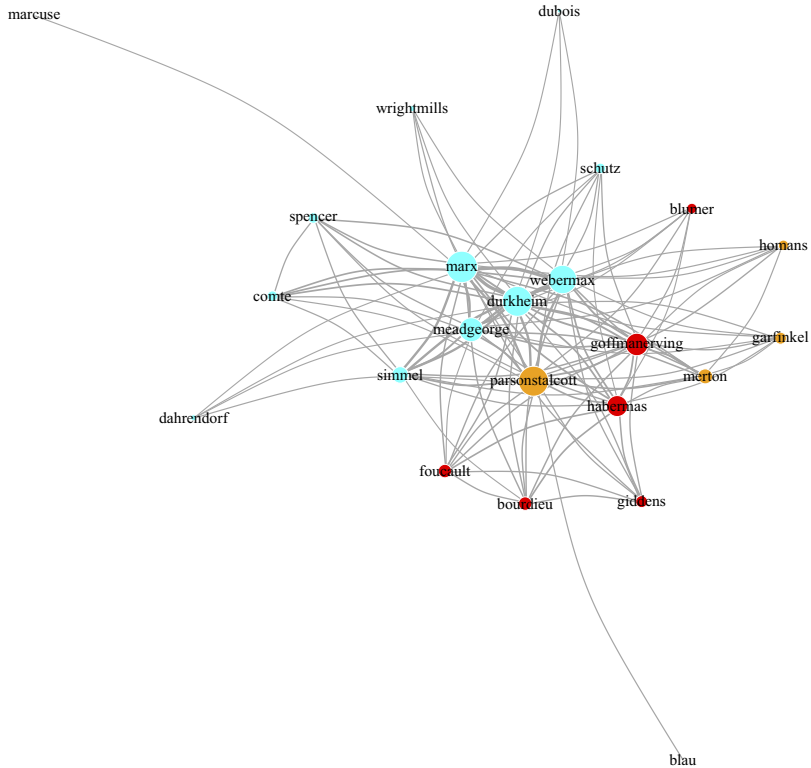 dubois
marcuse
wrightmills
schutz
blumer
spencer
homans
marx
webermax
comte
durkheim
meadgeorge
garfinkel
goffmanerving
simmel
merton
parsonstalcott
habermas
dahrendorf
foucault
giddens
bourdieu
blau